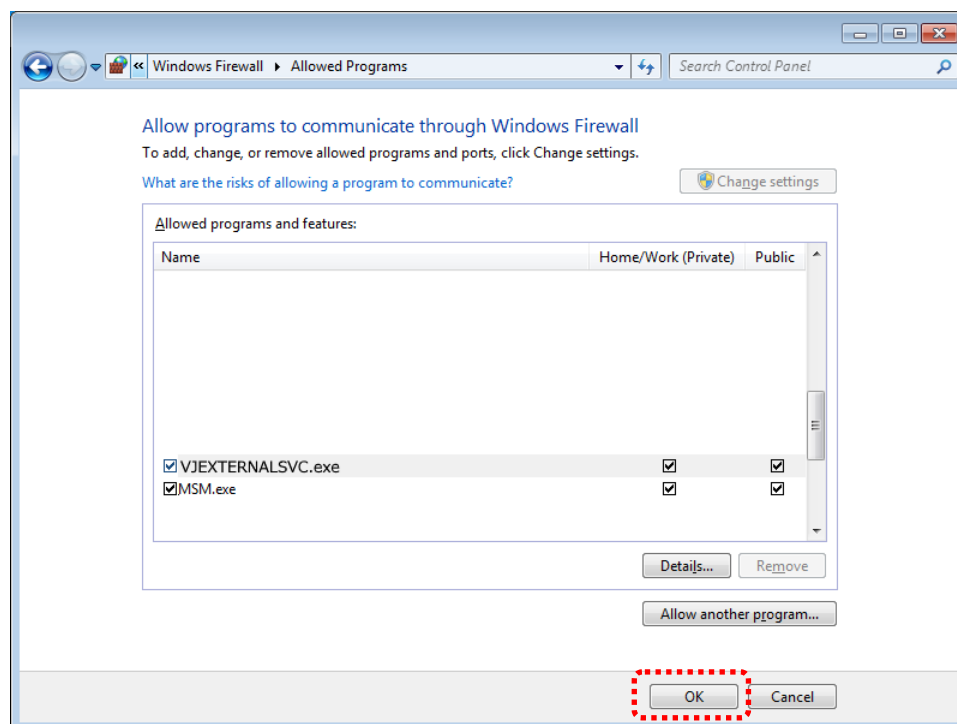 « Windows Firewall ▸ Allowed Programs Search Control Panel
Allow programs to communicate through Windows Firewall
To add, change, or remove allowed programs and ports, click Change settings.
What are the risks of allowing a program to communicate? Change settings
Allowed programs and features:
Name Home/Work (Private) Public
VJEXTERNALSVC.exe
MSM.exe
Details... Remove
Allow another program...
OK Cancel